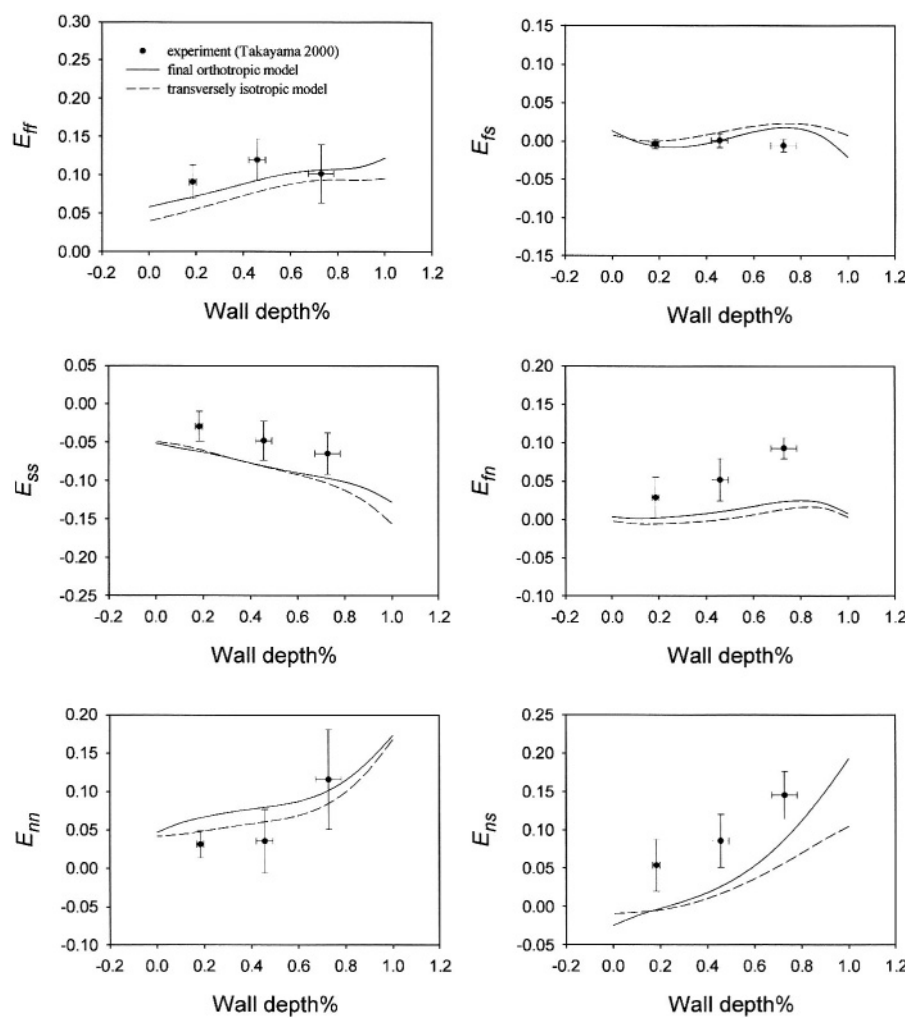 0.30
0.25
0.20
0.15
0.10
0.05
0.00
E_ff
experiment (Takayama 2000)
final orthotropic model
transversely isotropic model
-0.2 0.0 0.2 0.4 0.6 0.8 1.0 1.2
Wall depth%
0.15
0.10
0.05
0.00
-0.05
-0.10
-0.15
E_fs
-0.2 0.0 0.2 0.4 0.6 0.8 1.0 1.2
Wall depth%
0.05
0.00
-0.05
-0.10
-0.15
-0.20
-0.25
E_ss
-0.2 0.0 0.2 0.4 0.6 0.8 1.0 1.2
Wall depth%
0.20
0.15
0.10
0.05
0.00
-0.05
-0.10
E_fn
-0.2 0.0 0.2 0.4 0.6 0.8 1.0 1.2
Wall depth%
0.20
0.15
0.10
0.05
0.00
-0.05
-0.10
E_nn
-0.2 0.0 0.2 0.4 0.6 0.8 1.0 1.2
Wall depth%
0.25
0.20
0.15
0.10
0.05
0.00
-0.05
E_ns
-0.2 0.0 0.2 0.4 0.6 0.8 1.0 1.2
Wall depth%